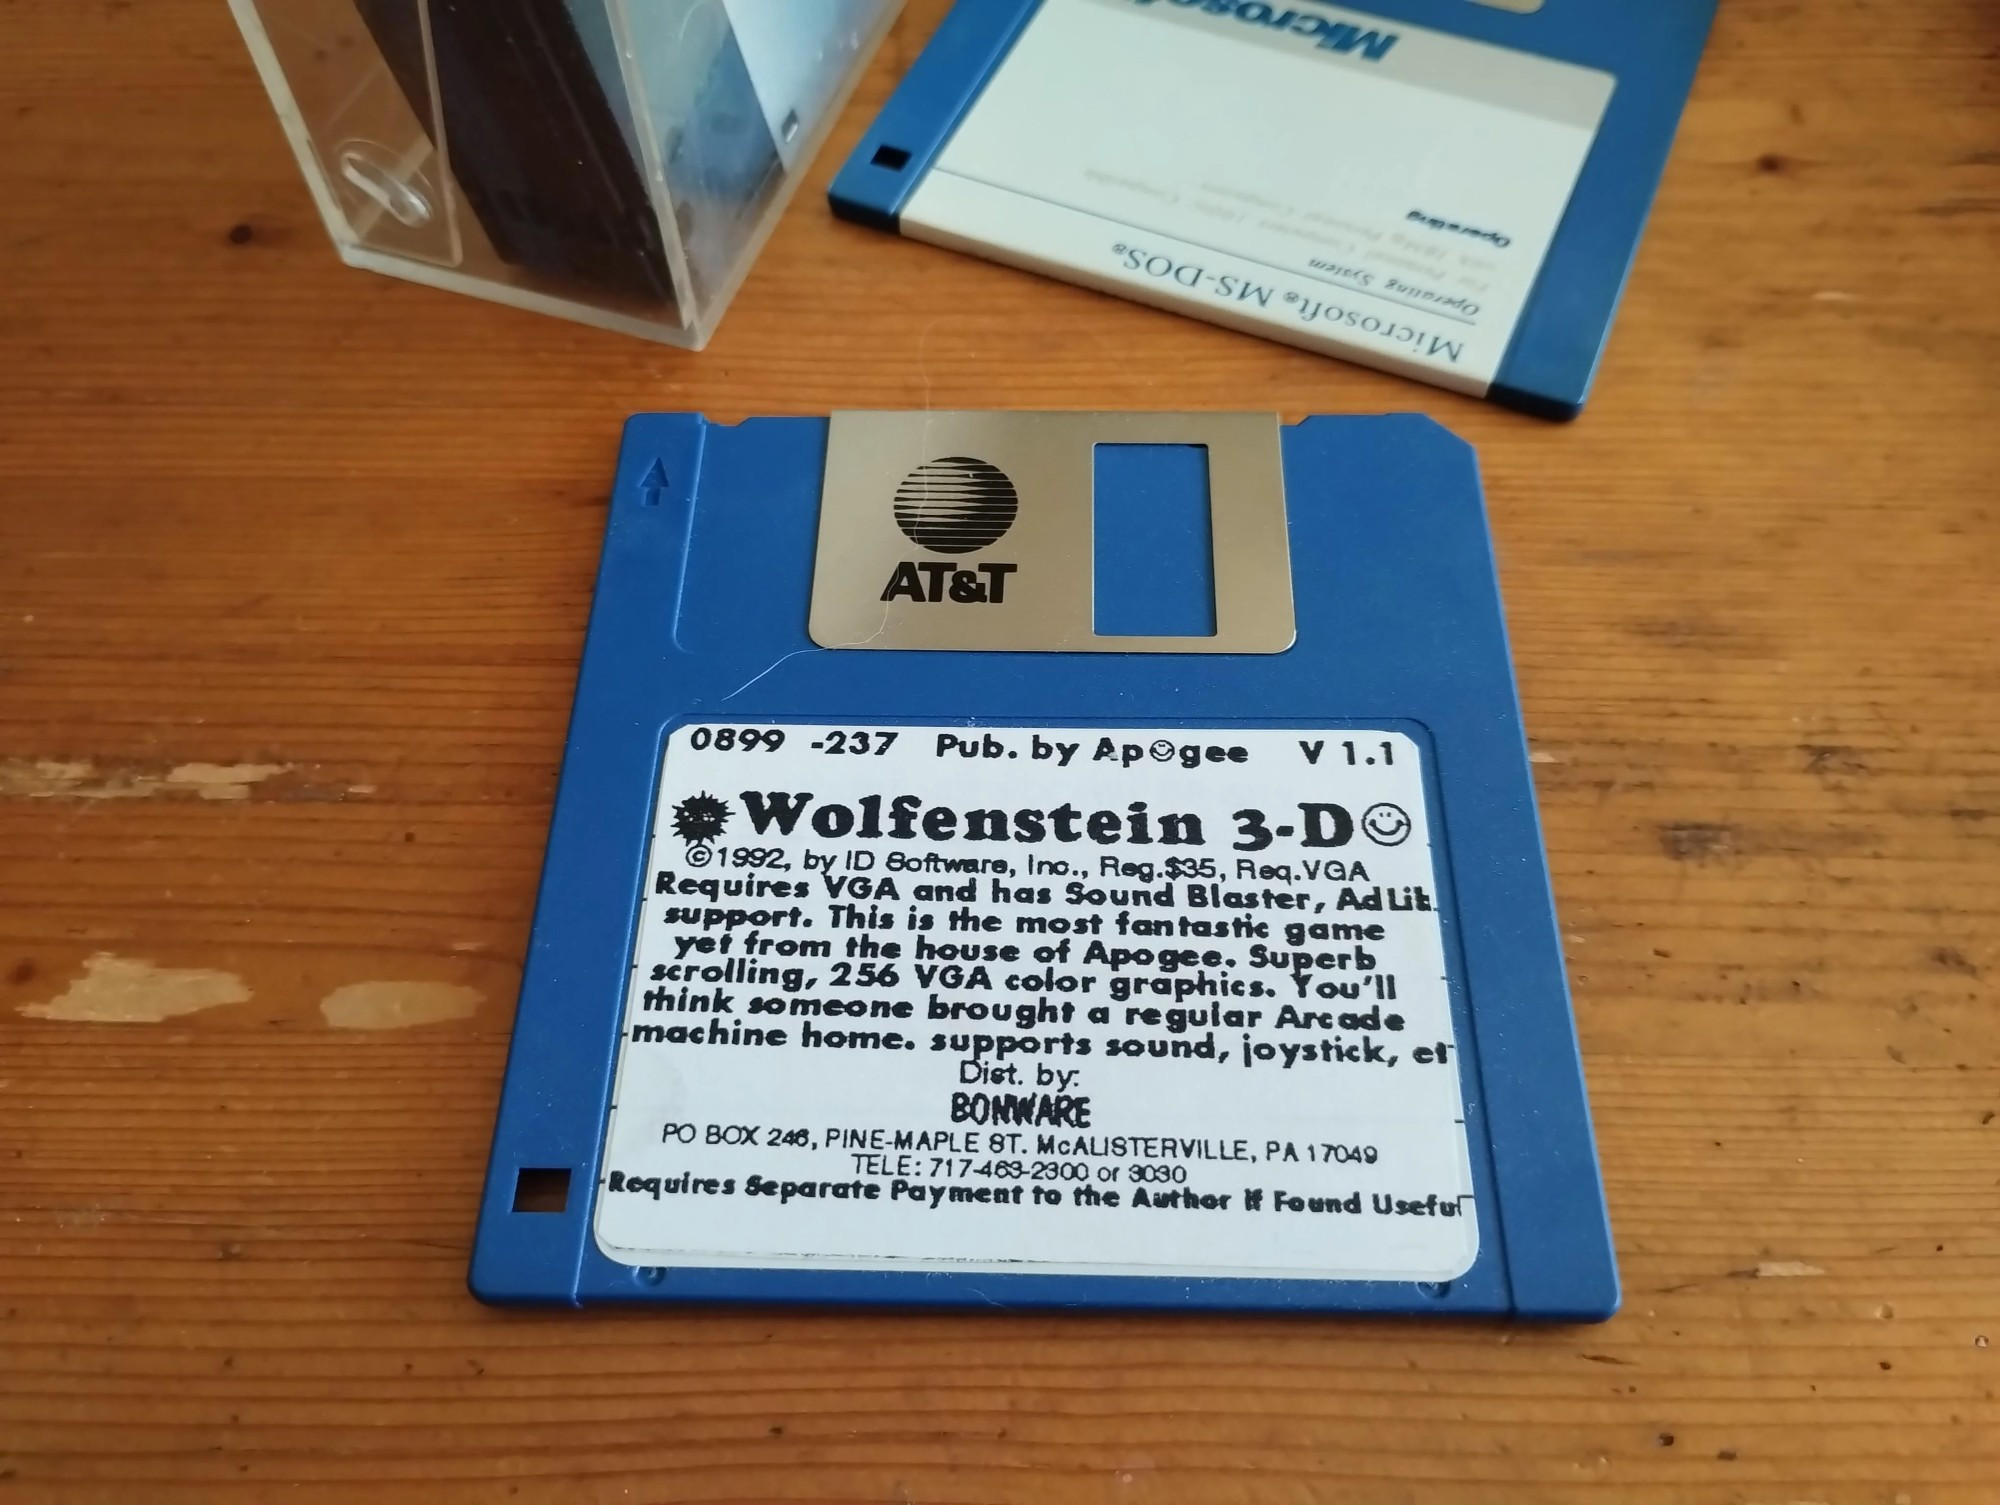 Microsof
Operating
Operating System
Microsoft® MS-DOS®
AT&T
0899 -237 Pub. by Apogee V 1.1
Wolfenstein 3-D
©1992, by ID Software, Inc., Reg.$35, Req.VGA
Requires VGA and has Sound Blaster, AdLib
support. This is the most fantastic game
yet from the house of Apogee. Superb
scrolling, 256 VGA color graphics. You'll
think someone brought a regular Arcade
machine home. supports sound, joystick, et
Dist. by:
BONWARE
PO BOX 246, PINE-MAPLE ST. McALISTERVILLE, PA 17049
TELE: 717-463-2300 or 3030
Requires Separate Payment to the Author if Found Useful